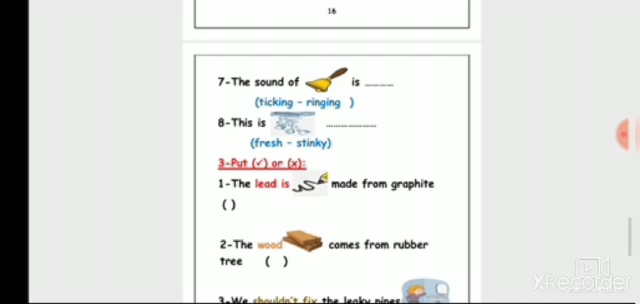 16
7-The sound of is ............
(ticking - ringing )
8-This is ......................
(fresh - stinky)
3-Put (✓) or (x):
1-The lead is made from graphite
( )
2-The wood comes from rubber
tree ( )
3-We shouldn't fix the leaky pipes
XRecorder